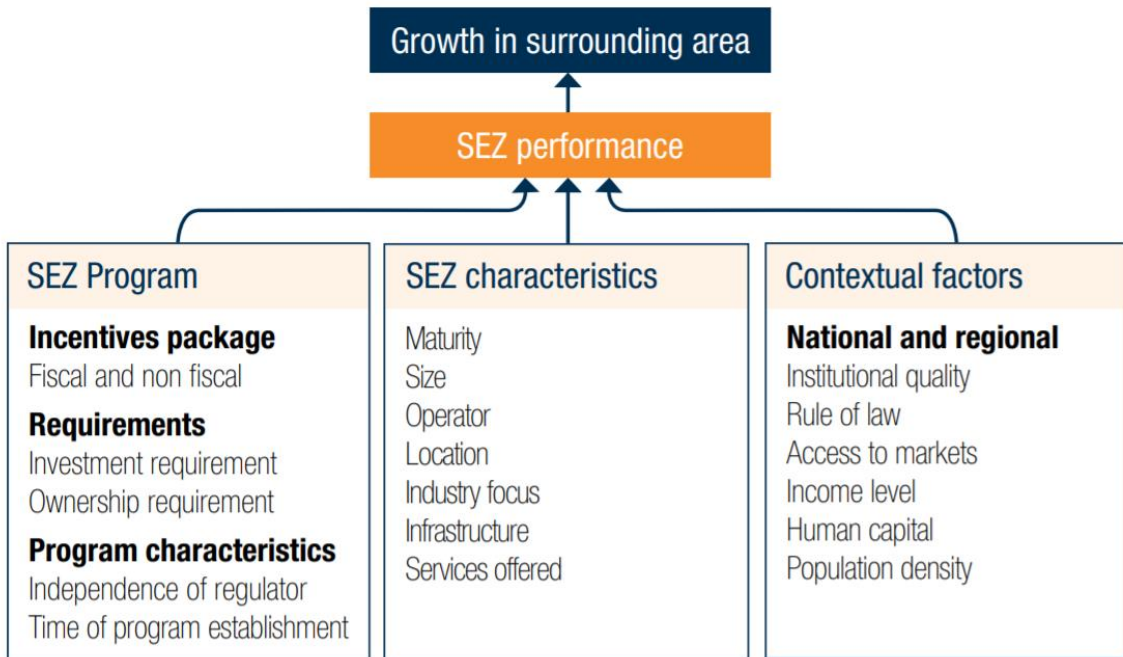 Growth in surrounding area
SEZ performance
SEZ Program
Incentives package
Fiscal and non fiscal
Requirements
Investment requirement
Ownership requirement
Program characteristics
Independence of regulator
Time of program establishment
SEZ characteristics
Maturity
Size
Operator
Location
Industry focus
Infrastructure
Services offered
Contextual factors
National and regional
Institutional quality
Rule of law
Access to markets
Income level
Human capital
Population density